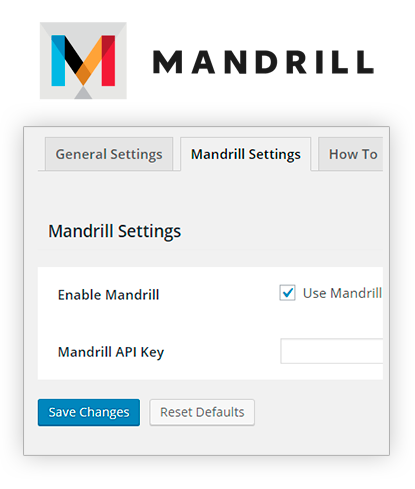 MANDRILL
General Settings Mandrill Settings How To
Mandrill Settings
Enable Mandrill Use Mandrill
Mandrill API Key
Save Changes Reset Defaults